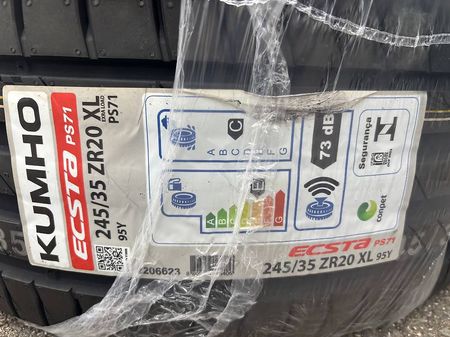 KUMHO
ECSTA PS71
245/35 ZR20 XL
EXTRA LOAD
PS71
95Y
C
A
B
C
D
E
F
G
A
B
C
D
E
F
G
73 dB
Segurança
conpet
206623
ECSTA PS71
245/35 ZR20 XL 95Y